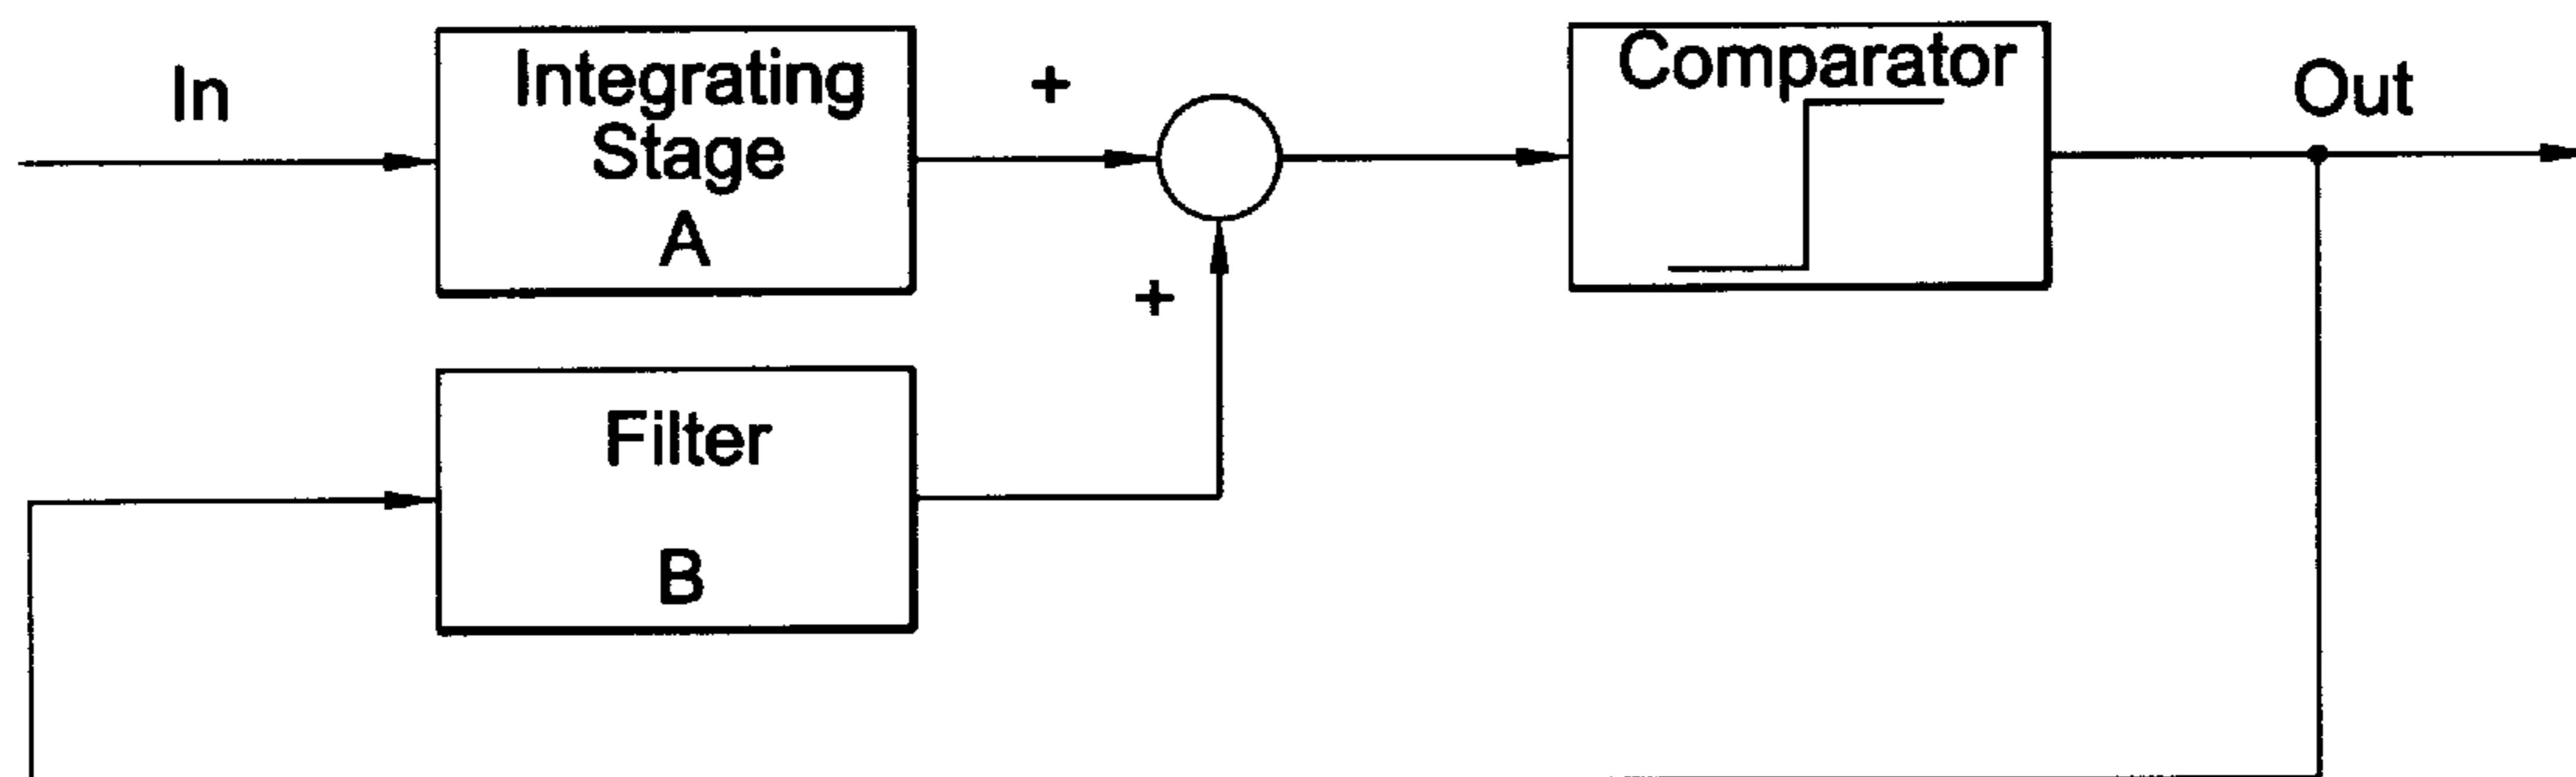 In
Integrating
Stage
A
+
Comparator
Out
+
Filter
B